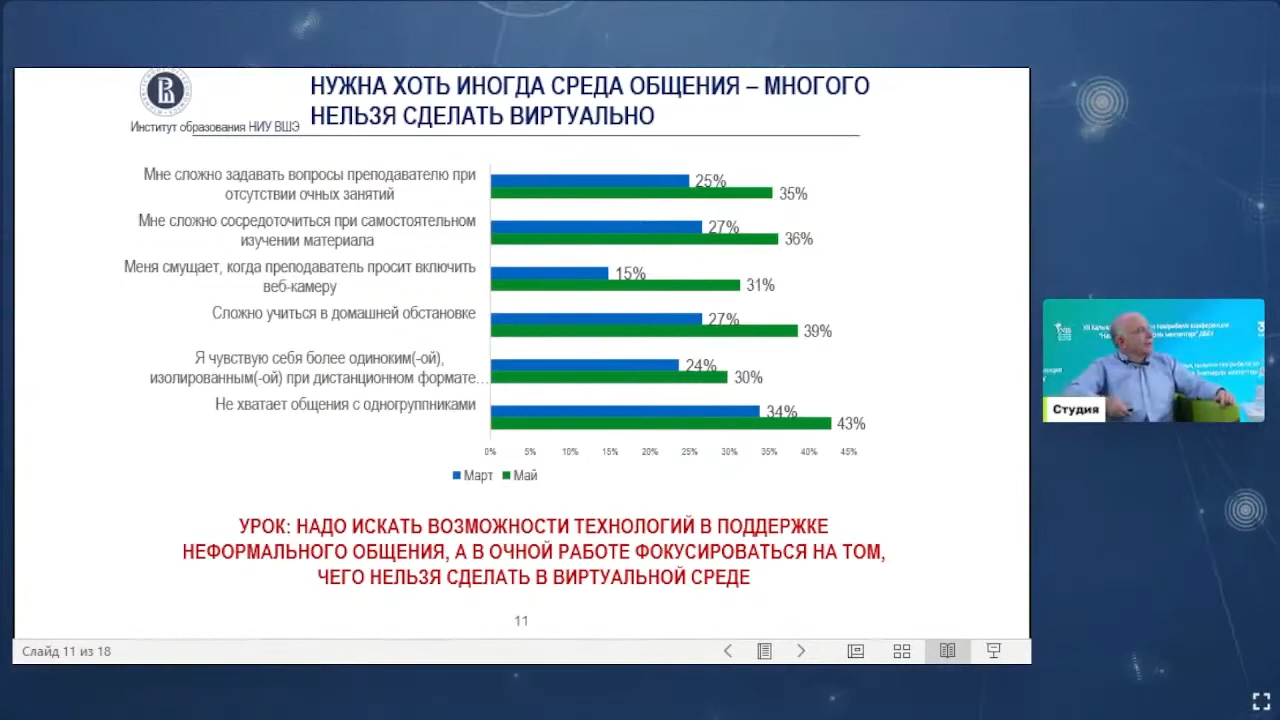 НУЖНА ХОТЬ ИНОГДА СРЕДА ОБЩЕНИЯ – МНОГОГО
НЕЛЬЗЯ СДЕЛАТЬ ВИРТУАЛЬНО
Институт образования НИУ ВШЭ
Мне сложно задавать вопросы преподавателю при
отсутствии очных занятий
25%
35%
Мне сложно сосредоточиться при самостоятельном
изучении материала
27%
36%
Меня смущает, когда преподаватель просит включить
веб-камеру
15%
31%
Сложно учиться в домашней обстановке
27%
39%
Я чувствую себя более одиноким(-ой),
изолированным(-ой) при дистанционном формате…
24%
30%
Не хватает общения с одногруппниками
34%
43%
0% 5% 10% 15% 20% 25% 30% 35% 40% 45%
Март Май
УРОК: НАДО ИСКАТЬ ВОЗМОЖНОСТИ ТЕХНОЛОГИЙ В ПОДДЕРЖКЕ
НЕФОРМАЛЬНОГО ОБЩЕНИЯ, А В ОЧНОЙ РАБОТЕ ФОКУСИРОВАТЬСЯ НА ТОМ,
ЧЕГО НЕЛЬЗЯ СДЕЛАТЬ В ВИРТУАЛЬНОЙ СРЕДЕ
11
Слайд 11 из 18
NIS
Студия